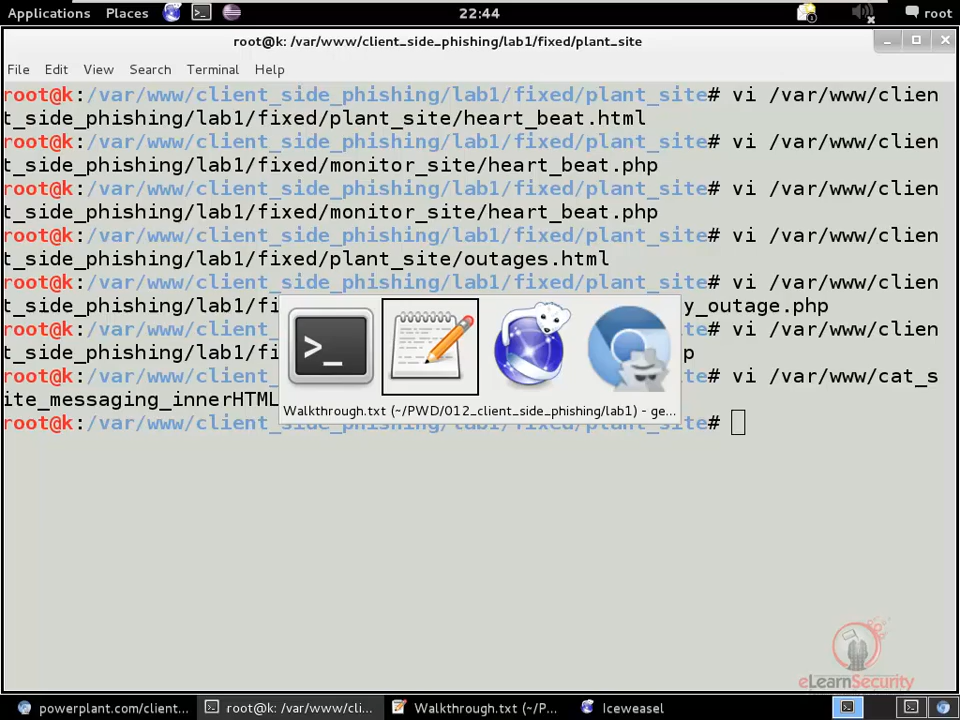 Applications Places 22:44 root
root@k: /var/www/client_side_phishing/lab1/fixed/plant_site
File Edit View Search Terminal Help
root@k:/var/www/client_side_phishing/lab1/fixed/plant_site# vi /var/www/clien
t_side_phishing/lab1/fixed/plant_site/heart_beat.html
root@k:/var/www/client_side_phishing/lab1/fixed/plant_site# vi /var/www/clien
t_side_phishing/lab1/fixed/monitor_site/heart_beat.php
root@k:/var/www/client_side_phishing/lab1/fixed/plant_site# vi /var/www/clien
t_side_phishing/lab1/fixed/monitor_site/heart_beat.php
root@k:/var/www/client_side_phishing/lab1/fixed/plant_site# vi /var/www/clien
t_side_phishing/lab1/fixed/plant_site/outages.html
root@k:/var/www/client_side_phishing/lab1/fixed/plant_site# vi /var/www/clien
t_side_phishing/lab1/fi y_outage.php
root@k:/var/www/client_side_phishing/lab1/fixed/plant_site# vi /var/www/clien
t_side_phishing/lab1/fi p
root@k:/var/www/client_si te# vi /var/www/cat_s
ite_messaging_innerHTML
Walkthrough.txt (~/PWD/012_client_side_phishing/lab1) - ge...
root@k:/var/www/client_side_phishing/lab1/fixed/plant_site#
eLearnSecurity
powerplant.com/client... root@k: /var/www/cli... Walkthrough.txt (~/P... Iceweasel